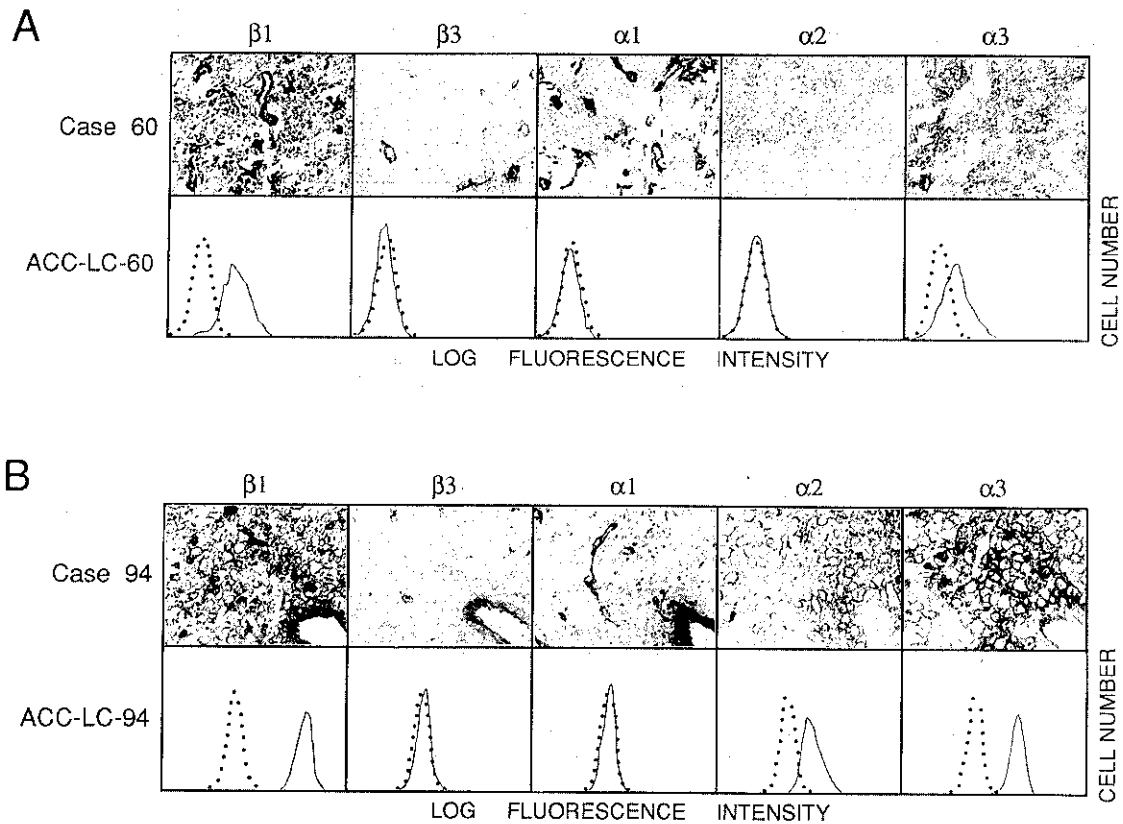 A
β1 β3 α1 α2 α3
Case 60
ACC-LC-60
CELL NUMBER
LOG FLUORESCENCE INTENSITY
B
β1 β3 α1 α2 α3
Case 94
ACC-LC-94
CELL NUMBER
LOG FLUORESCENCE INTENSITY